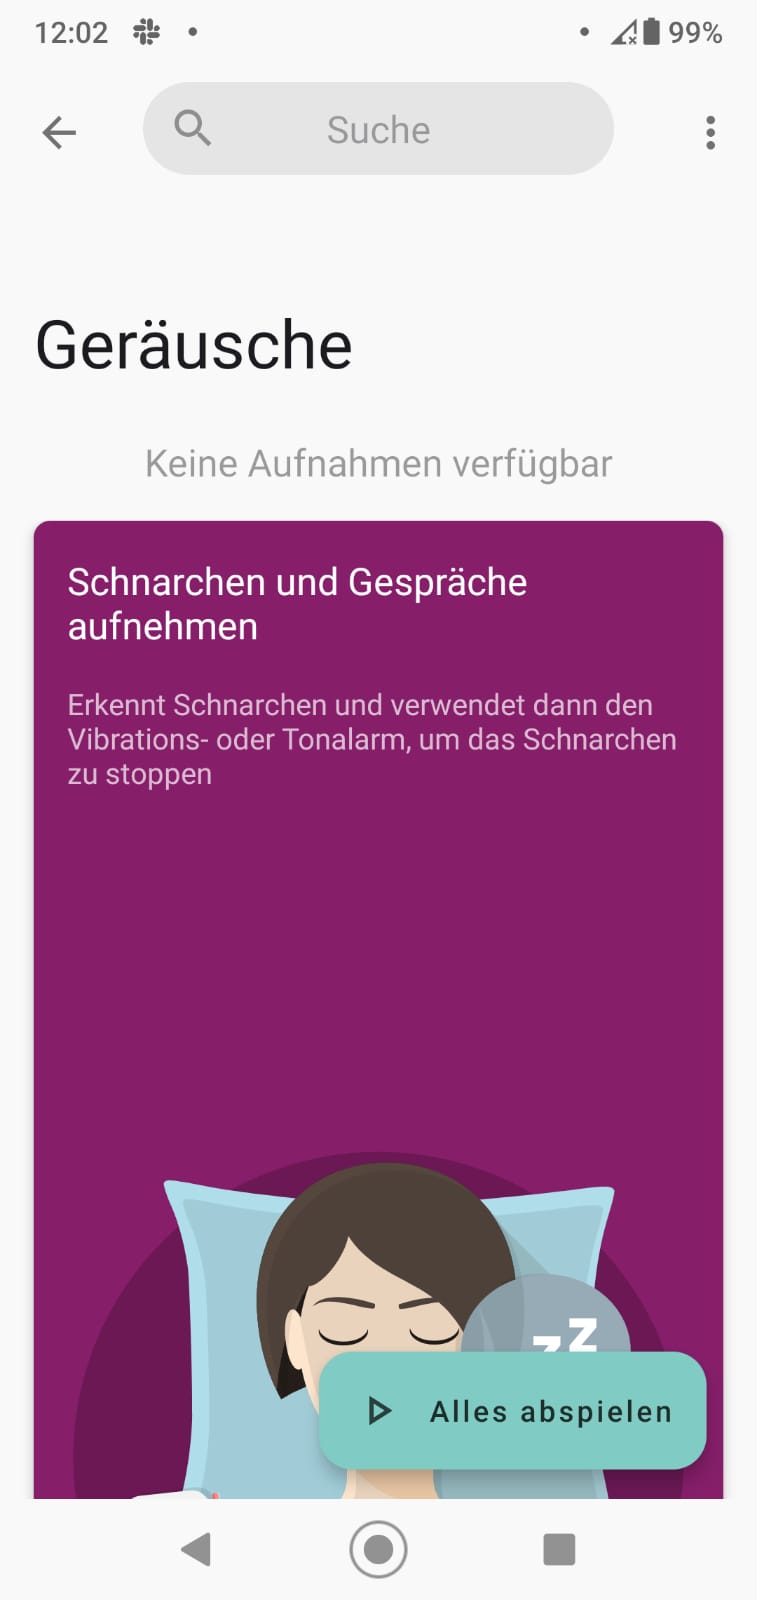 12:02
99%
Suche
Geräusche
Keine Aufnahmen verfügbar
Schnarchen und Gespräche
aufnehmen
Erkennt Schnarchen und verwendet dann den
Vibrations- oder Tonalarm, um das Schnarchen
zu stoppen
zZ
Alles abspielen